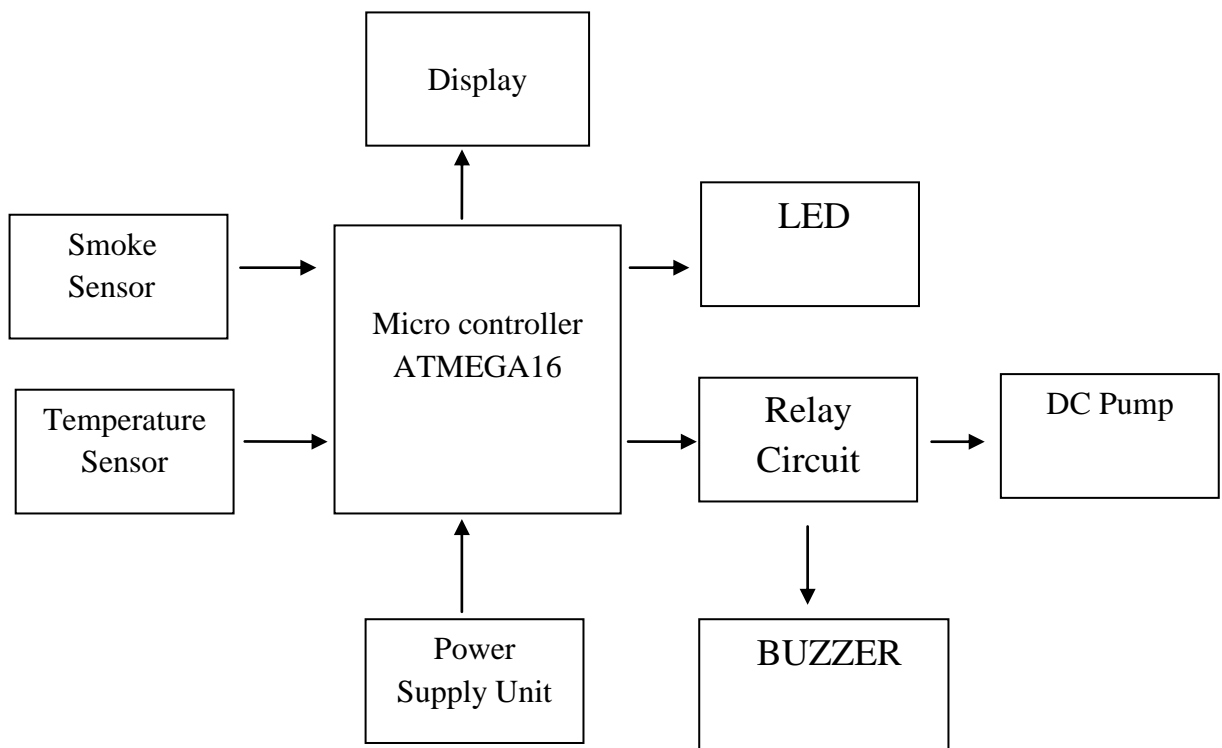 Display
LED
Smoke
Sensor
Micro controller
ATMEGA16
Temperature
Sensor
Relay
Circuit
DC Pump
Power
Supply Unit
BUZZER